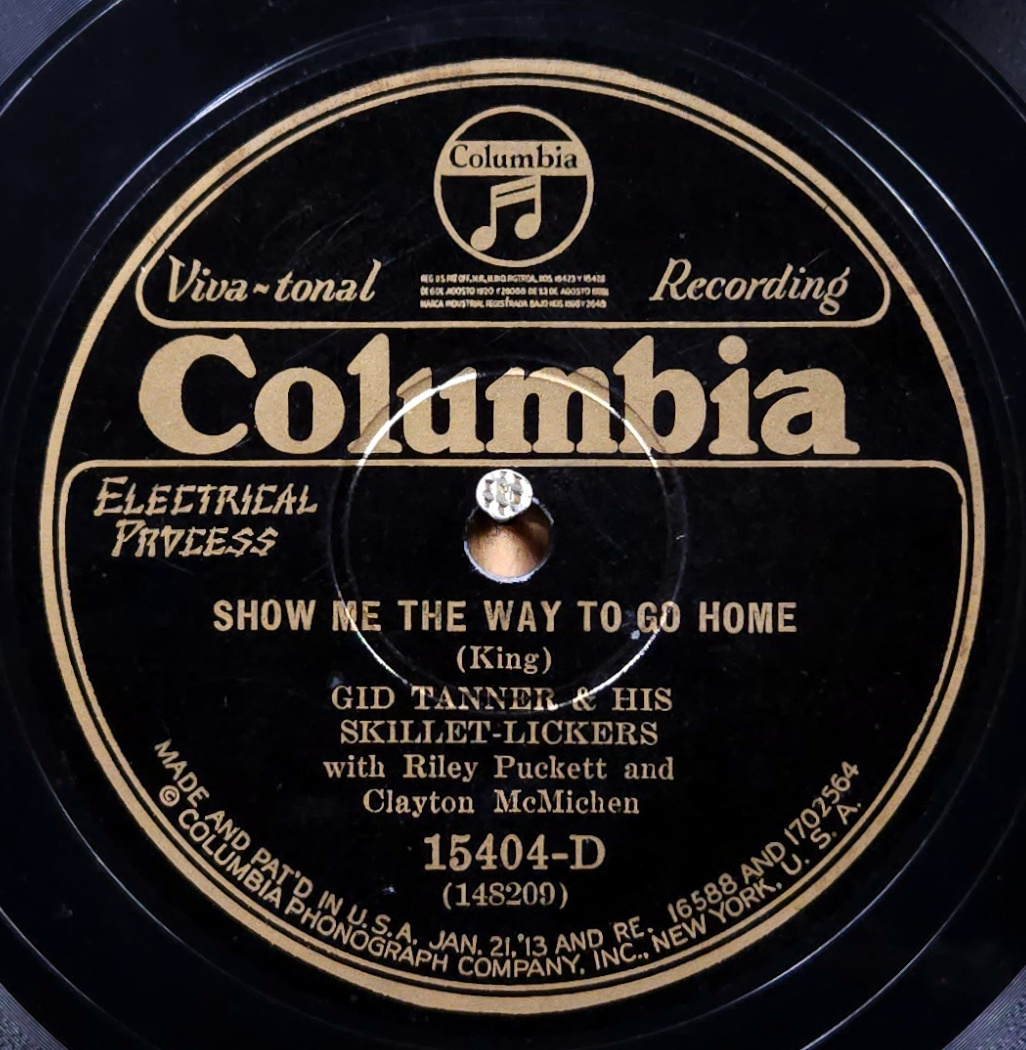 Columbia
Viva-tonal Recording
Columbia
ELECTRICAL
PROCESS
SHOW ME THE WAY TO GO HOME
(King)
GID TANNER & HIS
SKILLET-LICKERS
with Riley Puckett and
Clayton McMichen
15404-D
(148209)
MADE AND PAT'D IN U.S.A. JAN. 21,'13 AND RE. 16588 AND 1702564
© COLUMBIA PHONOGRAPH COMPANY, INC., NEW YORK, U. S. A.